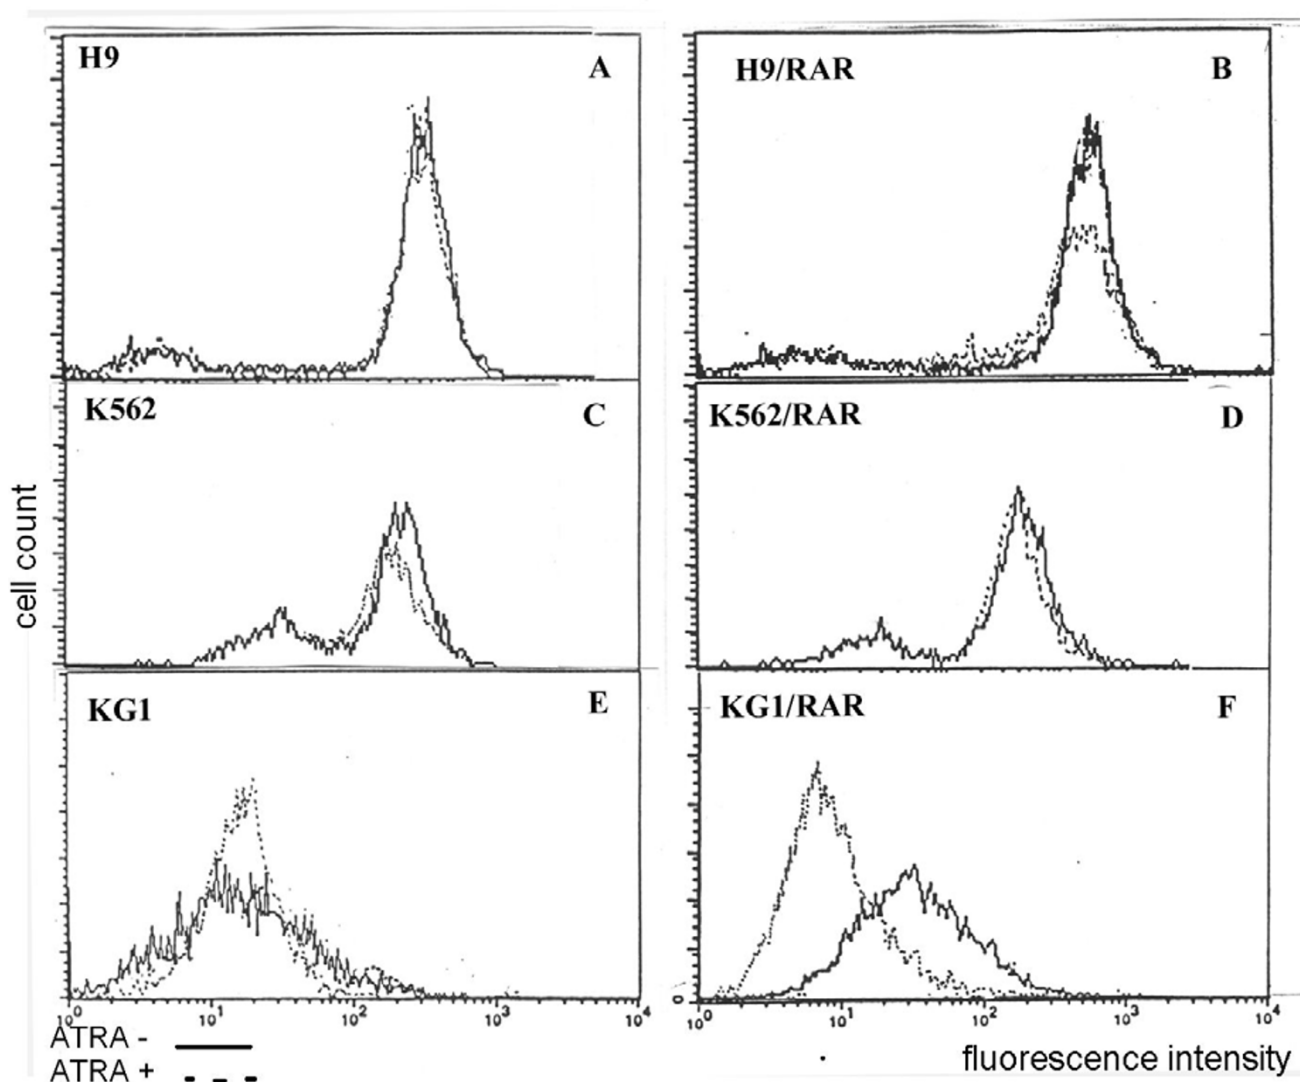 H9 A
H9/RAR B
K562 C
K562/RAR D
KG1 E
KG1/RAR F
cell count
0
10⁰ 10¹ 10² 10³ 10⁴
10⁰ 10¹ 10² 10³ 10⁴
ATRA -
ATRA +
fluorescence intensity